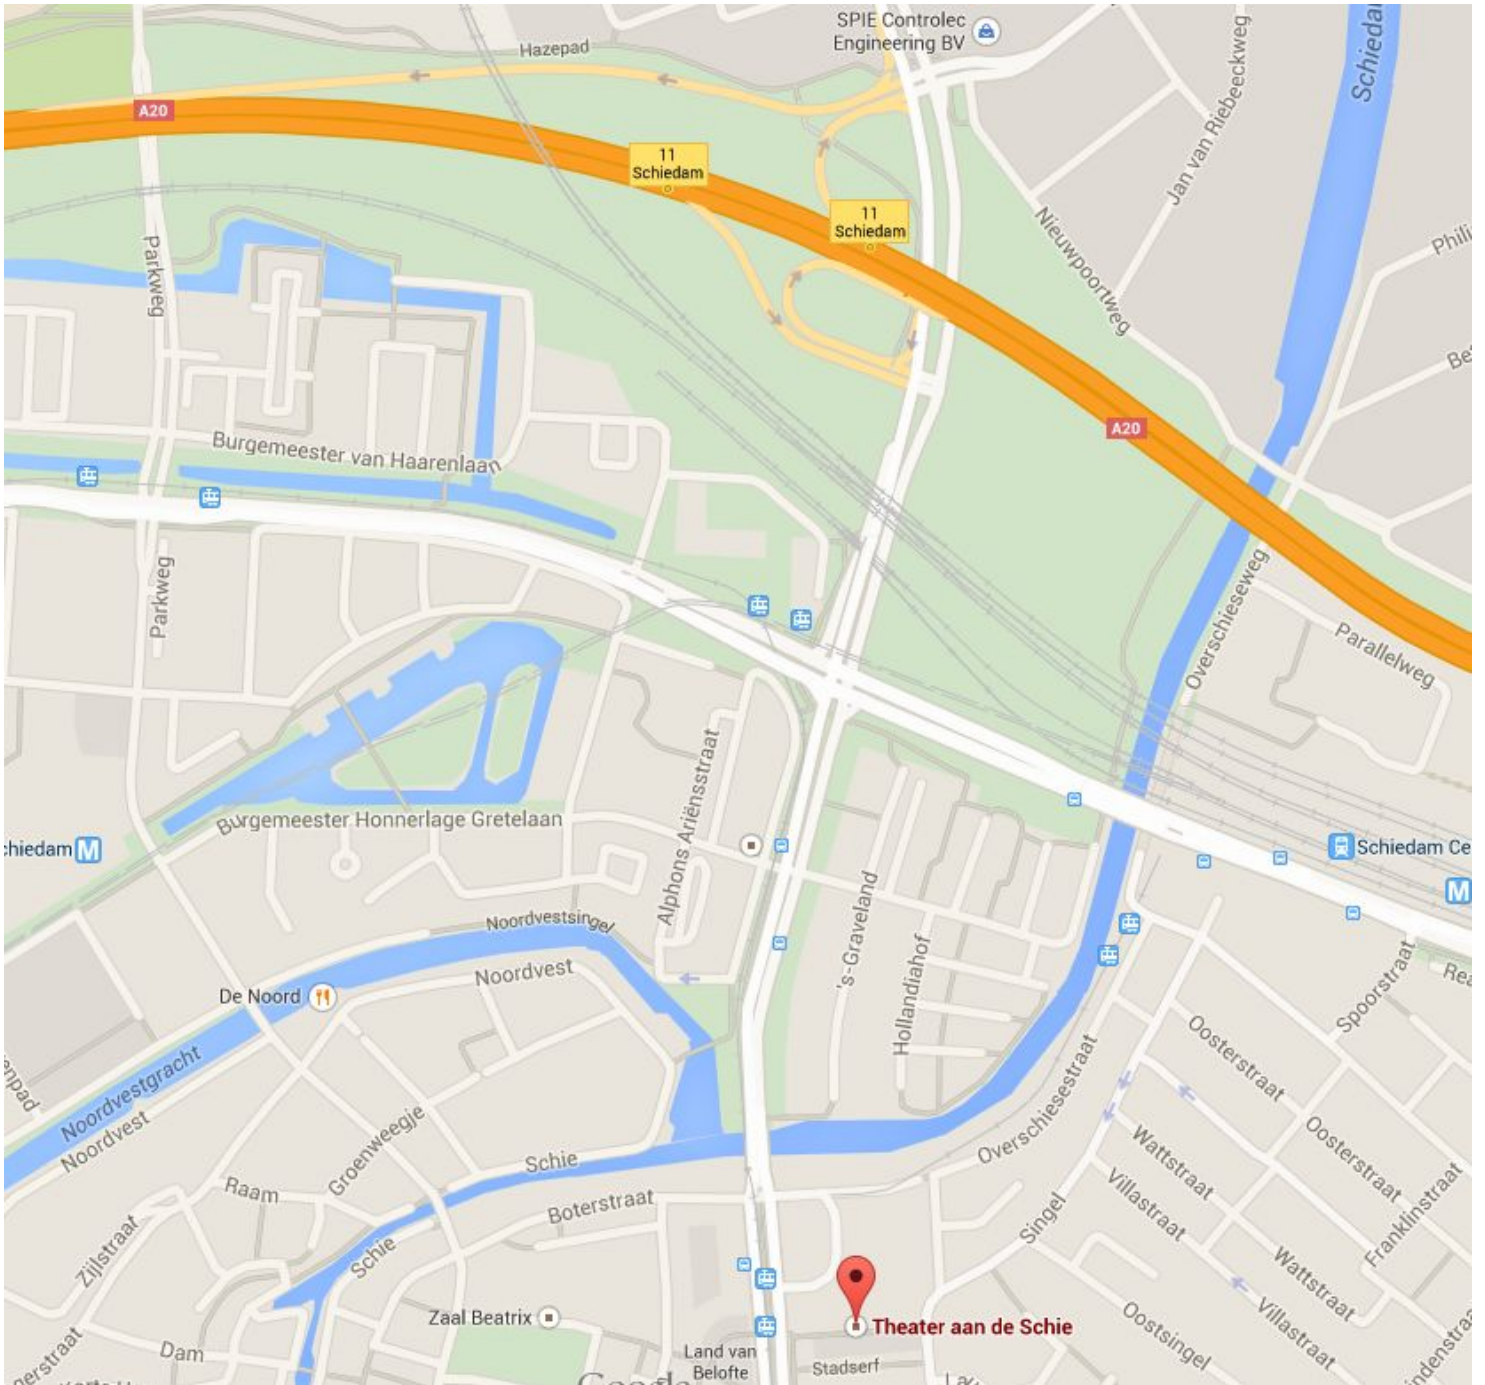 SPIE Controlec
Engineering BV
Hazepad
Schiedam
Jan van Riebeeckweg
A20
11
Schiedam
11
Schiedam
Nieuwpoortweg
Parkweg
A20
Burgemeester van Haarenlaan
Parkweg
Overschieseweg
Parallelweg
Alphons Ariënsstraat
Burgemeester Honnerlage Gretelaan
chiedam M
Schiedam Ce
M
's-Graveland
Hollandiahof
Noordvestsingel
Noordvest
De Noord
Spoorstraat
Oosterstraat
Noordvestgracht
Noordvest
enpad
Groenweegje
Overschiesestraat
Schie
Raam
Boterstraat
Wattstraat
Oosterstraat
Villastraat
Franklinstraat
Singel
Zijlstraat
Schie
Wattstraat
Zaal Beatrix
Theater aan de Schie
Oostsingel
Villastraat
Dam
Land van
Belofte
Stadserf
Google